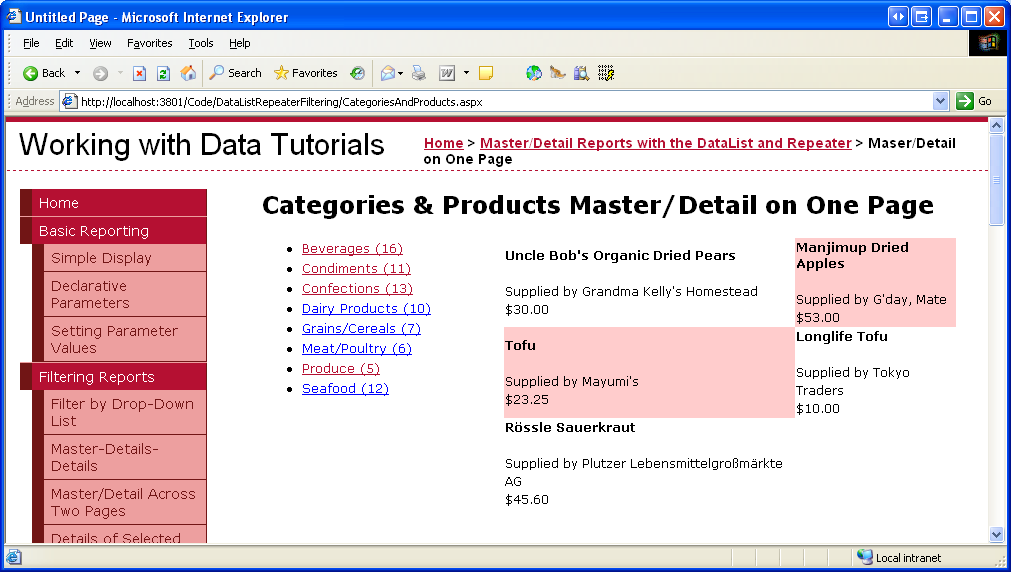 Untitled Page - Microsoft Internet Explorer
File Edit View Favorites Tools Help
Back Search Favorites
Address http://localhost:3801/Code/DataListRepeaterFiltering/CategoriesAndProducts.aspx Go
Working with Data Tutorials
Home > Master/Detail Reports with the DataList and Repeater > Maser/Detail
on One Page
Home
Basic Reporting
Simple Display
Declarative
Parameters
Setting Parameter
Values
Filtering Reports
Filter by Drop-Down
List
Master-Details-
Details
Master/Detail Across
Two Pages
Details of Selected
Categories & Products Master/Detail on One Page
Beverages (16)
Condiments (11)
Confections (13)
Dairy Products (10)
Grains/Cereals (7)
Meat/Poultry (6)
Produce (5)
Seafood (12)
Uncle Bob's Organic Dried Pears
Supplied by Grandma Kelly's Homestead
$30.00
Manjimup Dried
Apples
Supplied by G'day, Mate
$53.00
Tofu
Supplied by Mayumi's
$23.25
Longlife Tofu
Supplied by Tokyo
Traders
$10.00
Rössle Sauerkraut
Supplied by Plutzer Lebensmittelgroßmärkte
AG
$45.60
Local intranet